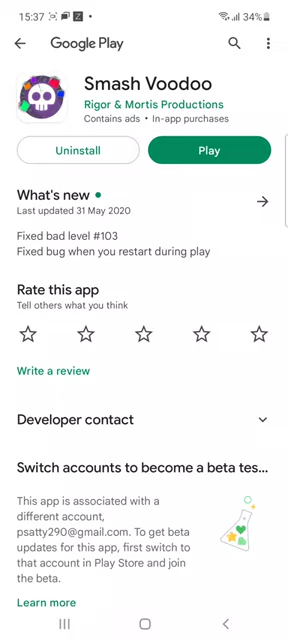 15:37 34%
Google Play
Smash Voodoo
Rigor & Mortis Productions
Contains ads • In-app purchases
Uninstall
Play
What's new •
Last updated 31 May 2020
Fixed bad level #103
Fixed bug when you restart during play
Rate this app
Tell others what you think
Write a review
Developer contact
Switch accounts to become a beta tes...
This app is associated with a
different account,
psatty290@gmail.com. To get beta
updates for this app, first switch to
that account in Play Store and join
the beta.
Learn more